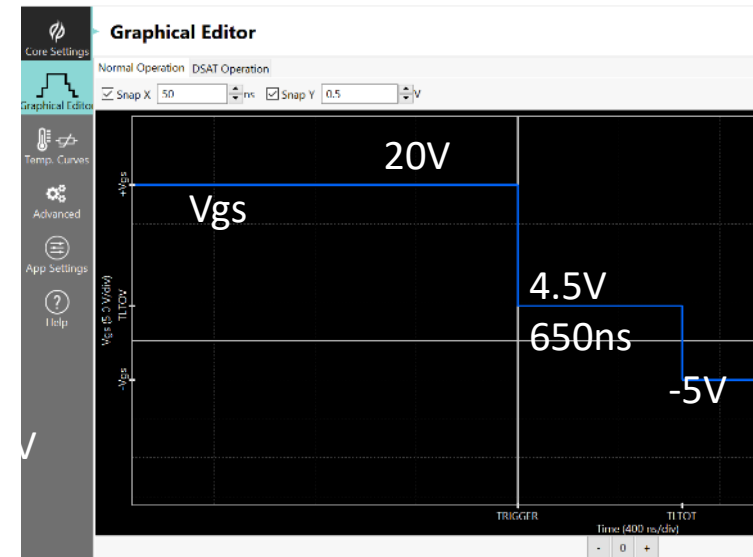 Graphical Editor
Core Settings
Normal Operation DSAT Operation
Snap X 50 ns Snap Y 0.5 V
Graphical Editor
Temp. Curves
Advanced
App Settings
Help
+Vgs
20V
Vgs
Vgs (5.0 V/div)
TLTOV
4.5V
650ns
-Vgs
-5V
V
TRIGGER
TLTOT
Time (400 ns/div)
- 0 +